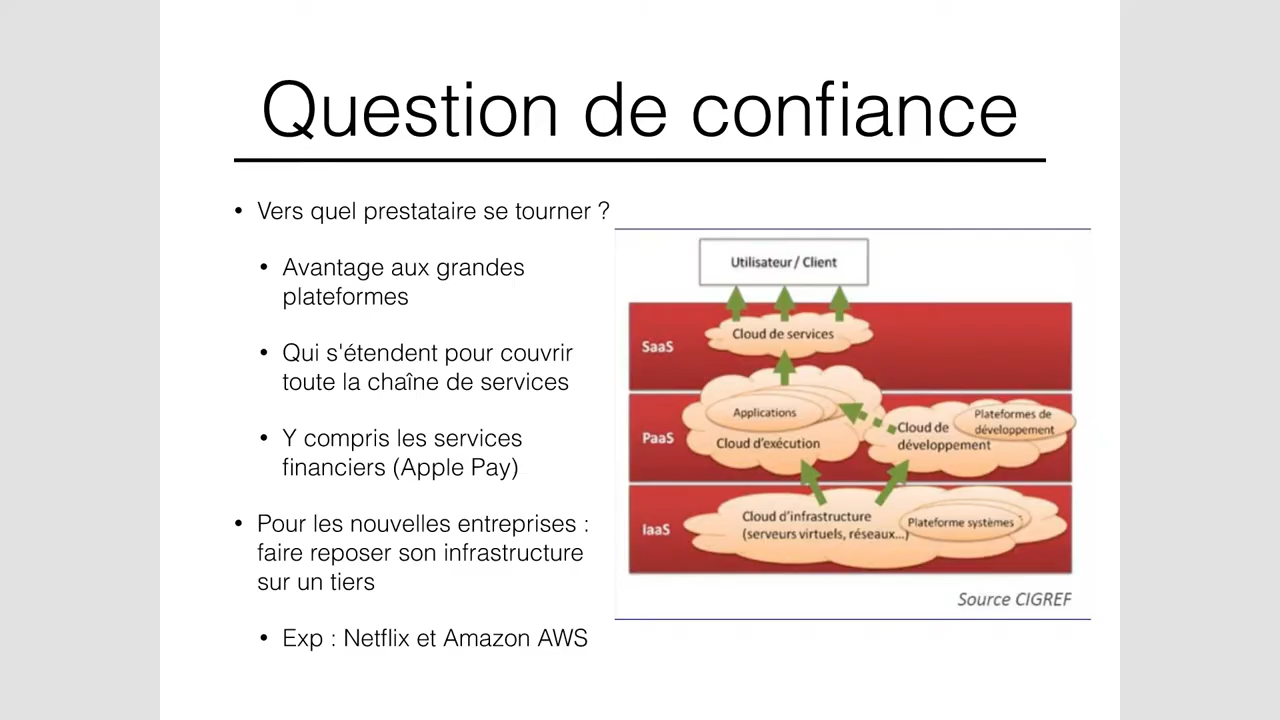 Question de confiance
• Vers quel prestataire se tourner ?
• Avantage aux grandes
plateformes
• Qui s'étendent pour couvrir
toute la chaîne de services
• Y compris les services
financiers (Apple Pay)
• Pour les nouvelles entreprises :
faire reposer son infrastructure
sur un tiers
• Exp : Netflix et Amazon AWS
Utilisateur / Client
SaaS
Cloud de services
PaaS
Applications
Cloud d'exécution
Cloud de
développement
Plateformes de
développement
IaaS
Cloud d'infrastructure
(serveurs virtuels, réseaux...)
Plateforme systèmes
Source CIGREF